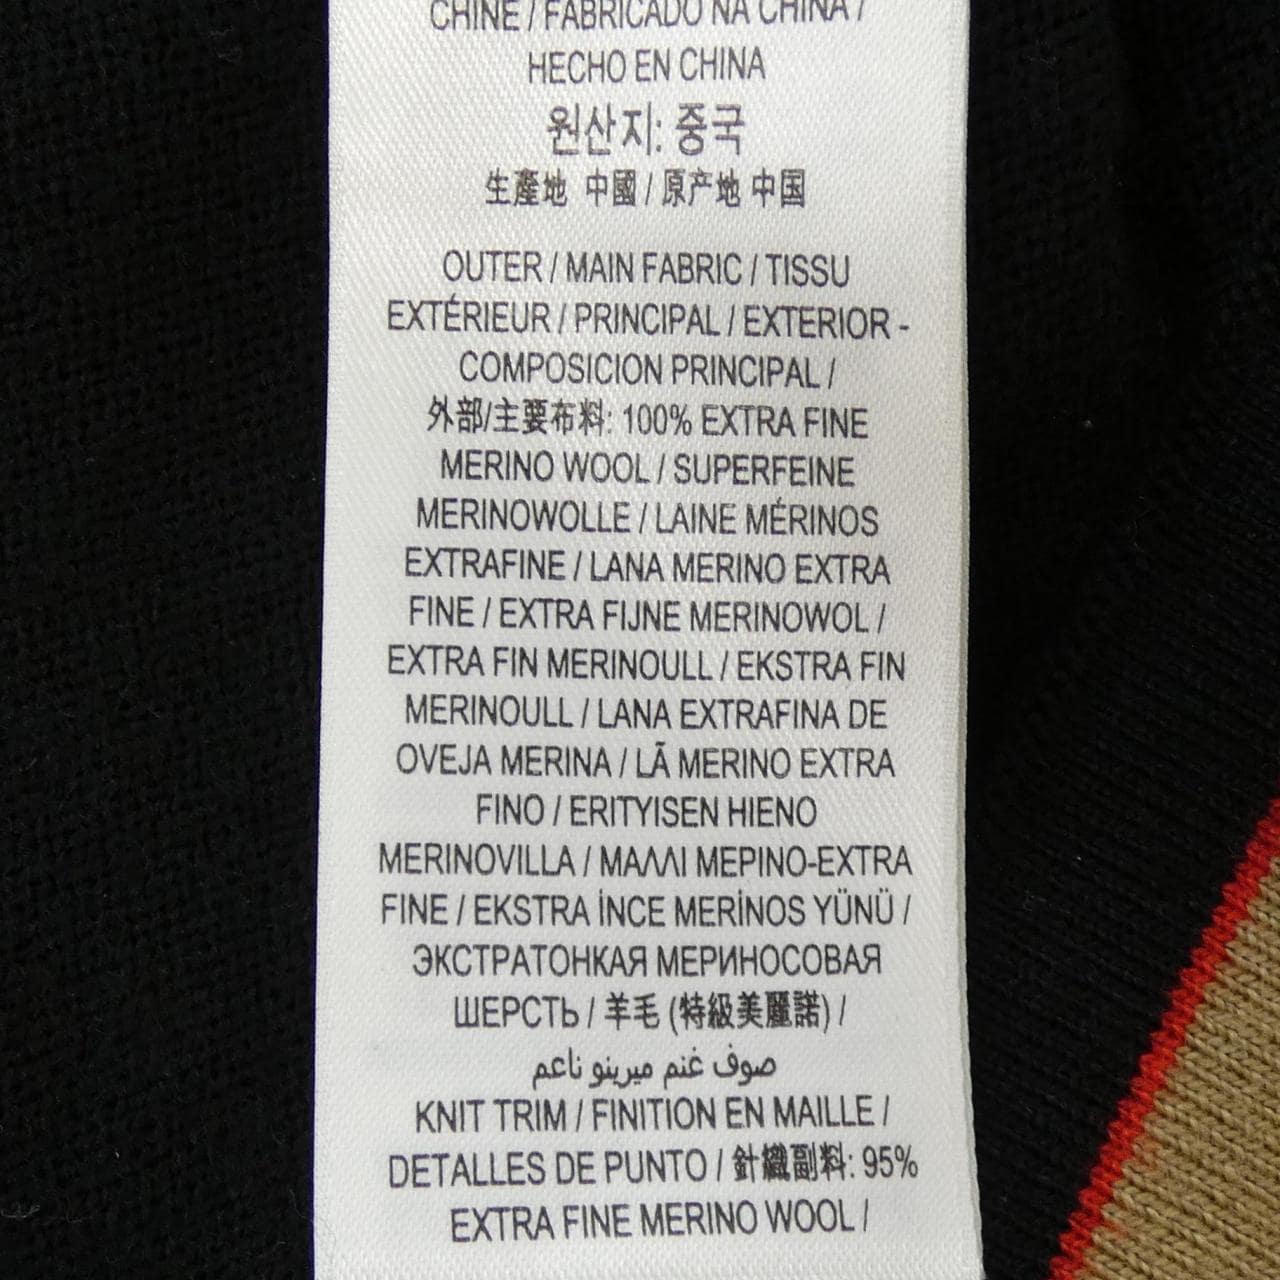 CHINE / FABRICADO NA CHINA /
HECHO EN CHINA
원산지: 중국
生産地 中國 / 原产地 中国
OUTER / MAIN FABRIC / TISSU
EXTÉRIEUR / PRINCIPAL / EXTERIOR -
COMPOSICION PRINCIPAL /
外部/主要布料: 100% EXTRA FINE
MERINO WOOL / SUPERFEINE
MERINOWOLLE / LAINE MÉRINOS
EXTRAFINE / LANA MERINO EXTRA
FINE / EXTRA FIJNE MERINOWOL /
EXTRA FIN MERINOULL / EKSTRA FIN
MERINOULL / LANA EXTRAFINA DE
OVEJA MERINA / LÃ MERINO EXTRA
FINO / ERITYISEN HIENO
MERINOVILLA / ΜΑΛΛΙ ΜΕΡΙΝΟ-EXTRA
FINE / EKSTRA İNCE MERİNOS YÜNÜ /
ЭКСТРАТОНКАЯ МЕРИНОСОВАЯ
ШЕРСТЬ / 羊毛 (特級美麗諾) /
صوف غنم ميرينو ناعم
KNIT TRIM / FINITION EN MAILLE /
DETALLES DE PUNTO / 針織副料: 95%
EXTRA FINE MERINO WOOL /